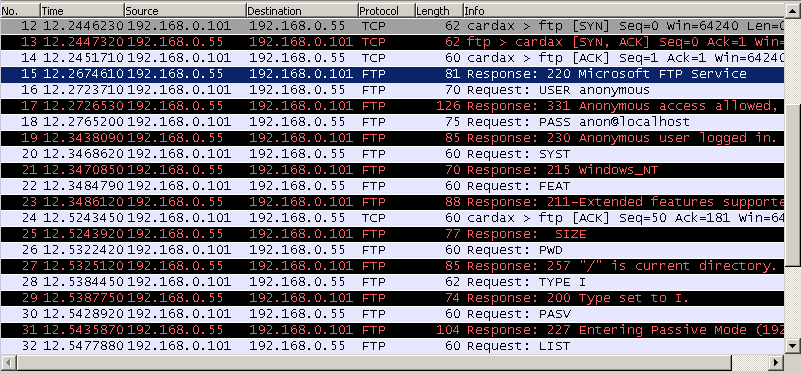 No. Time Source Destination Protocol Length Info
12 12.2446230 192.168.0.101 192.168.0.55 TCP 62 cardax > ftp [SYN] Seq=0 Win=64240 Len=0
13 12.2447320 192.168.0.55 192.168.0.101 TCP 62 ftp > cardax [SYN, ACK] Seq=0 Ack=1 Win=
14 12.2451710 192.168.0.101 192.168.0.55 TCP 60 cardax > ftp [ACK] Seq=1 Ack=1 Win=64240
15 12.2674610 192.168.0.55 192.168.0.101 FTP 81 Response: 220 Microsoft FTP Service
16 12.2723710 192.168.0.101 192.168.0.55 FTP 70 Request: USER anonymous
17 12.2726530 192.168.0.55 192.168.0.101 FTP 126 Response: 331 Anonymous access allowed,
18 12.2765200 192.168.0.101 192.168.0.55 FTP 75 Request: PASS anon@localhost
19 12.3438090 192.168.0.55 192.168.0.101 FTP 85 Response: 230 Anonymous user logged in.
20 12.3468620 192.168.0.101 192.168.0.55 FTP 60 Request: SYST
21 12.3470850 192.168.0.55 192.168.0.101 FTP 70 Response: 215 Windows_NT
22 12.3484790 192.168.0.101 192.168.0.55 FTP 60 Request: FEAT
23 12.3486120 192.168.0.55 192.168.0.101 FTP 88 Response: 211-Extended features supporte
24 12.5243450 192.168.0.101 192.168.0.55 TCP 60 cardax > ftp [ACK] Seq=50 Ack=181 Win=64
25 12.5243920 192.168.0.55 192.168.0.101 FTP 77 Response: SIZE
26 12.5322420 192.168.0.101 192.168.0.55 FTP 60 Request: PWD
27 12.5325120 192.168.0.55 192.168.0.101 FTP 85 Response: 257 "/" is current directory.
28 12.5384450 192.168.0.101 192.168.0.55 FTP 62 Request: TYPE I
29 12.5387750 192.168.0.55 192.168.0.101 FTP 74 Response: 200 Type set to I.
30 12.5428920 192.168.0.101 192.168.0.55 FTP 60 Request: PASV
31 12.5435870 192.168.0.55 192.168.0.101 FTP 104 Response: 227 Entering Passive Mode (192
32 12.5477880 192.168.0.101 192.168.0.55 FTP 60 Request: LIST